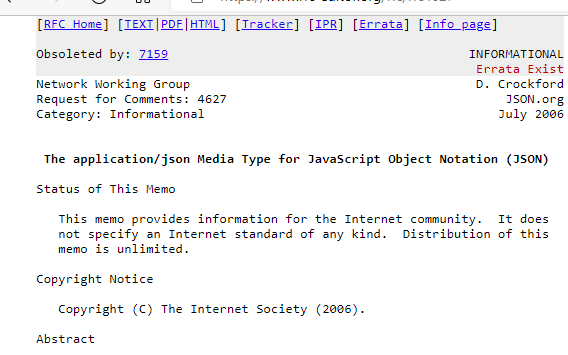 [RFC Home] [TEXT|PDF|HTML] [Tracker] [IPR] [Errata] [Info page]
Obsoleted by: 7159 INFORMATIONAL
Errata Exist
Network Working Group D. Crockford
Request for Comments: 4627 JSON.org
Category: Informational July 2006
The application/json Media Type for JavaScript Object Notation (JSON)
Status of This Memo
This memo provides information for the Internet community. It does
not specify an Internet standard of any kind. Distribution of this
memo is unlimited.
Copyright Notice
Copyright (C) The Internet Society (2006).
Abstract